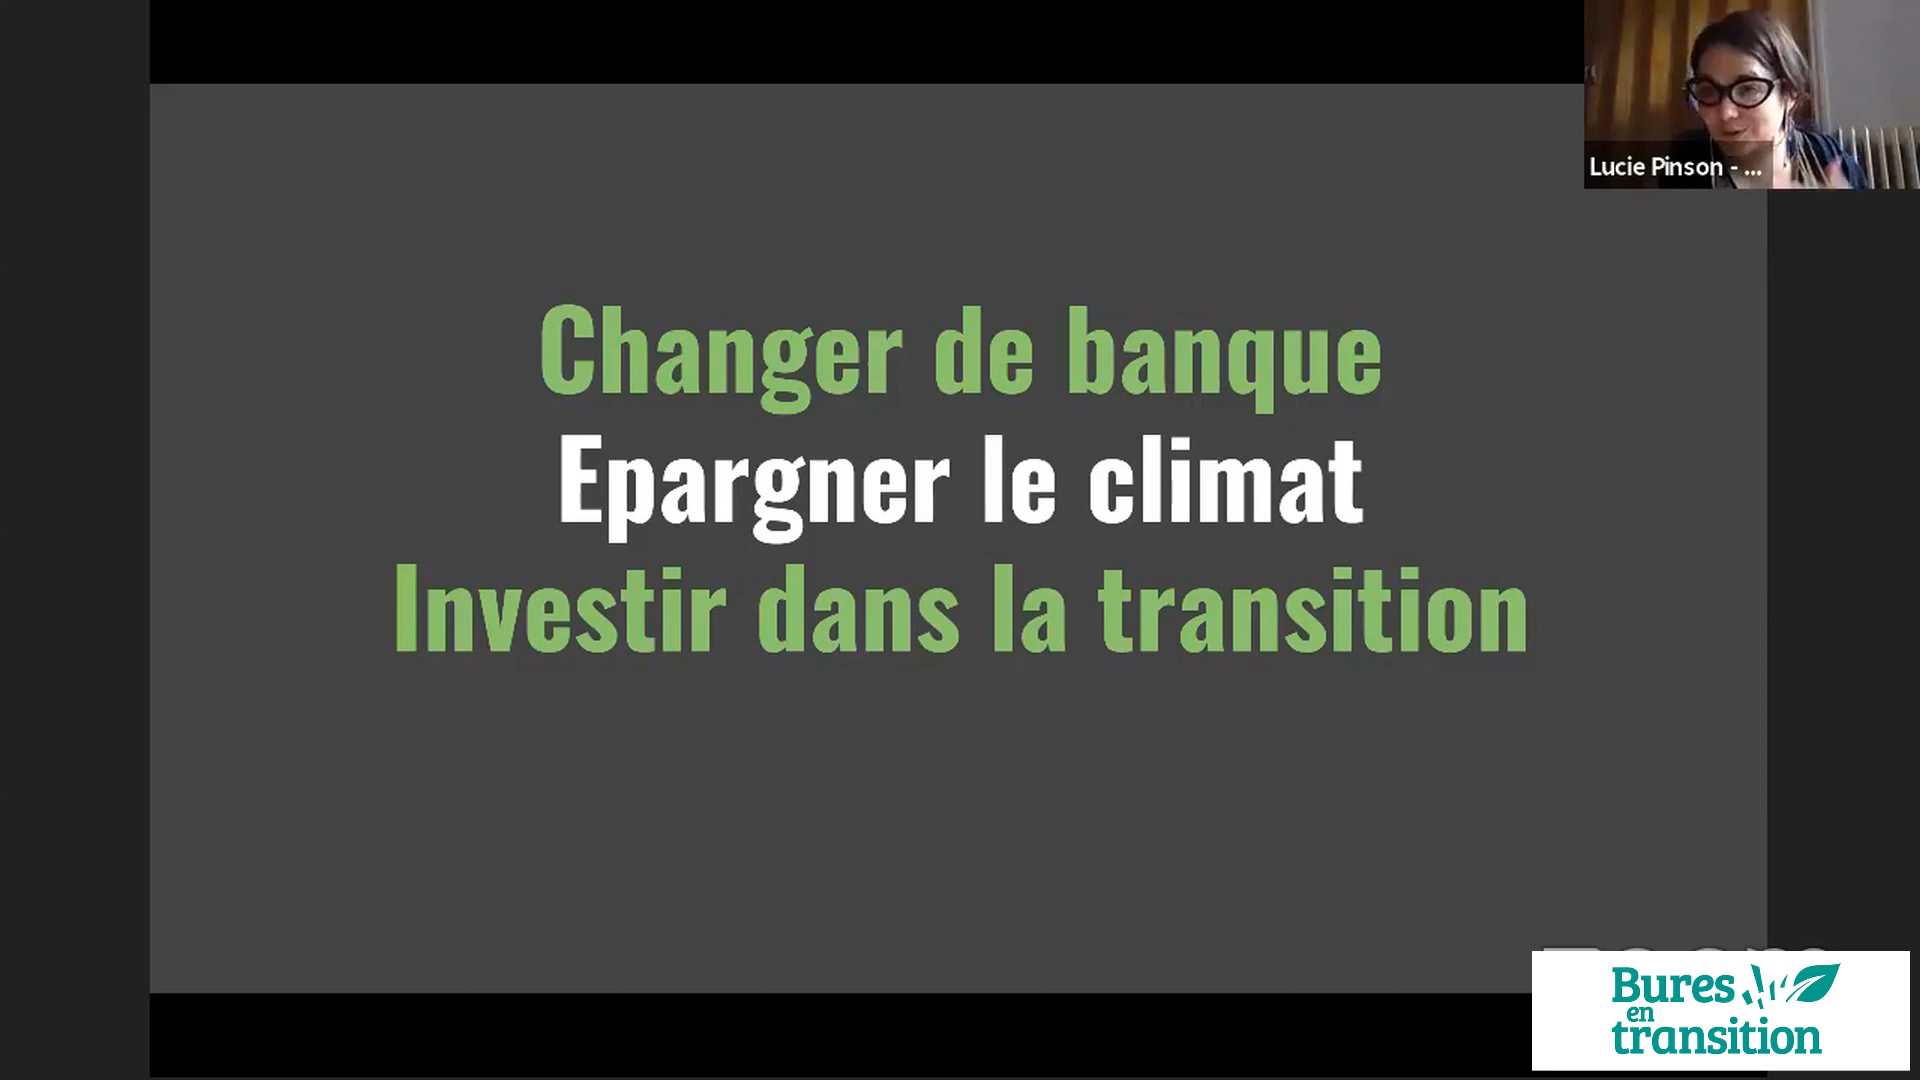 Lucie Pinson - ...
Changer de banque
Epargner le climat
Investir dans la transition
Bures
en
transition